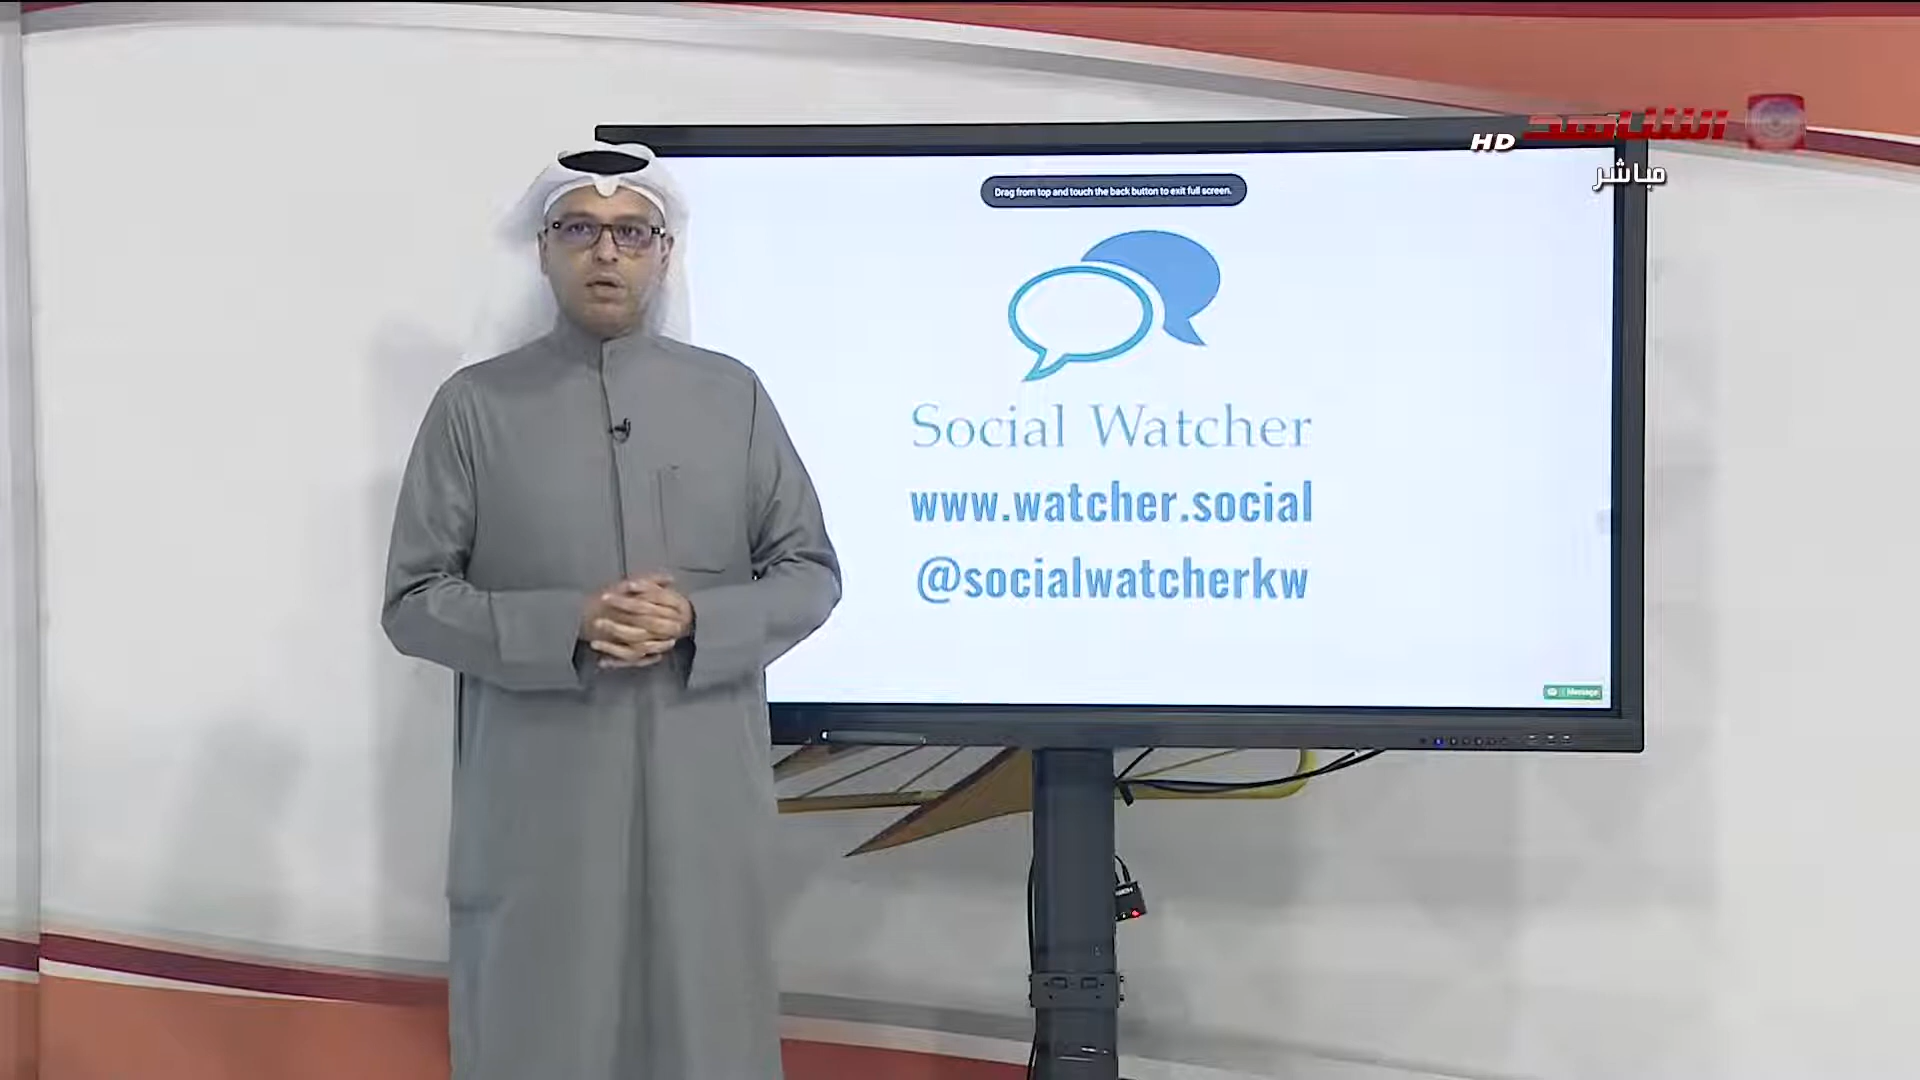 الشاهد
HD
مباشر
Drag from top and touch the back button to exit full screen.
Social Watcher
www.watcher.social
@socialwatcherkw
Message